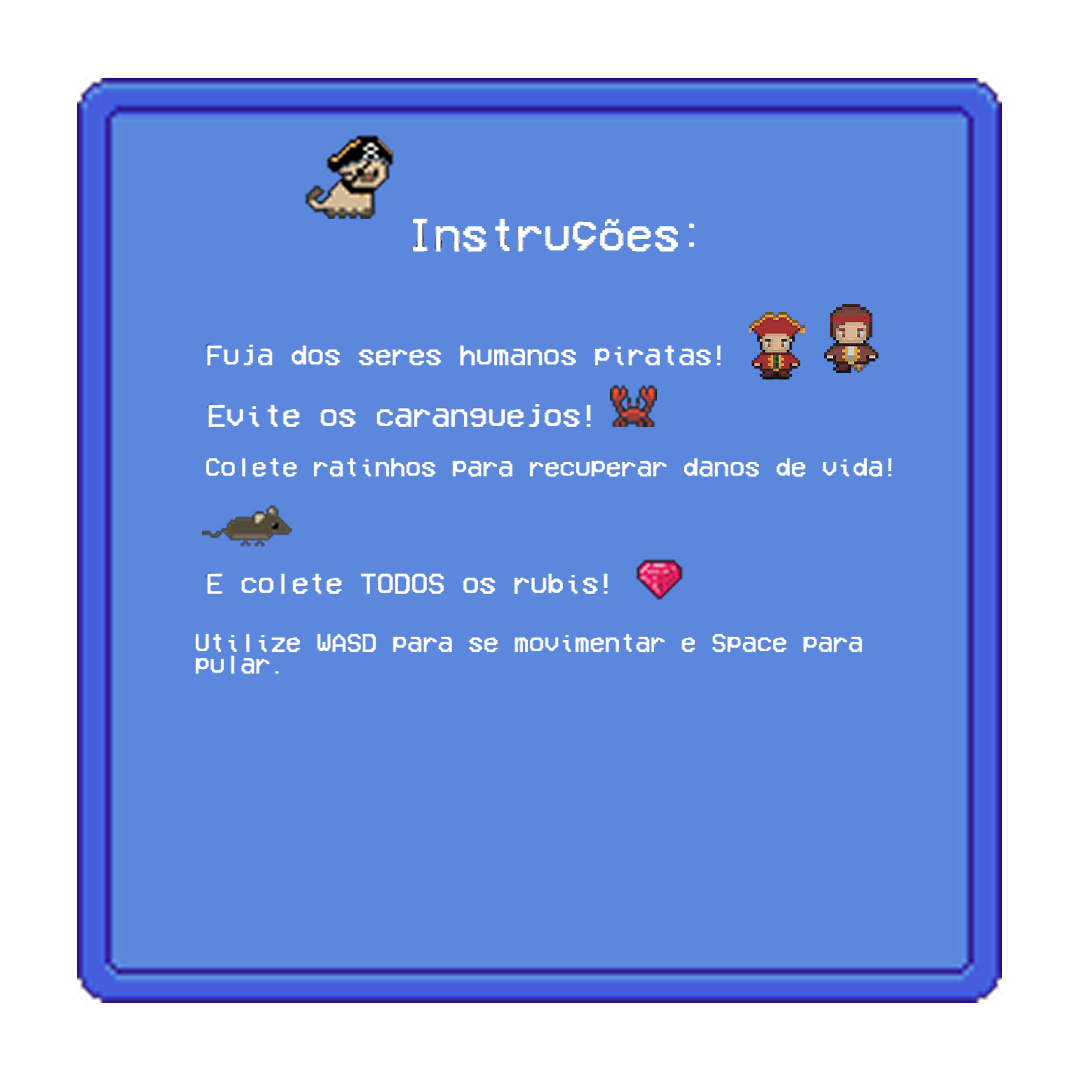 Instruções:
Fuja dos seres humanos piratas!
Evite os caranguejos!
Colete ratinhos para recuperar danos de vida!
E colete TODOS os rubis!
Utilize WASD para se movimentar e Space para
pular.